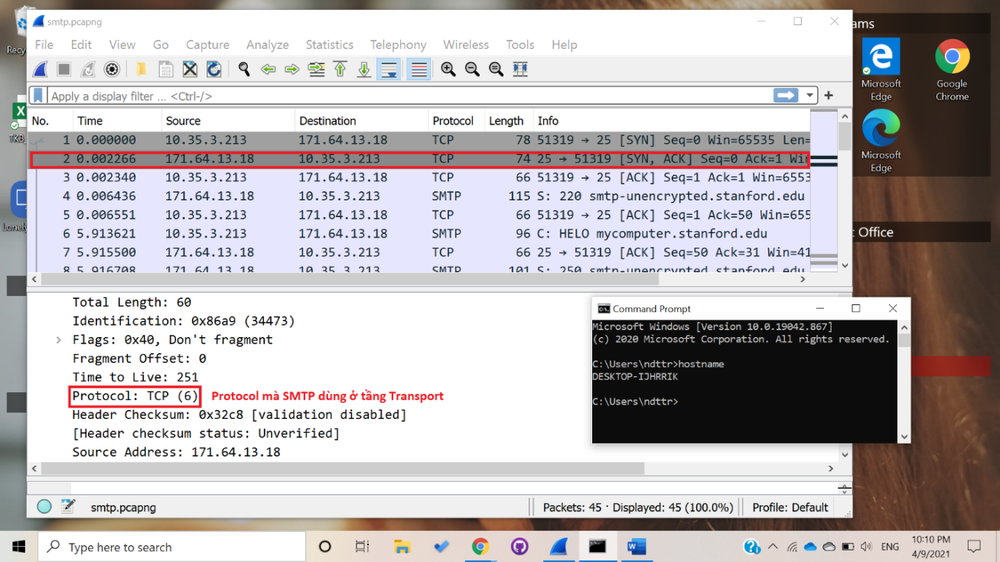 smtp.pcapng
File Edit View Go Capture Analyze Statistics Telephony Wireless Tools Help
Apply a display filter ... <Ctrl-/>
No. Time Source Destination Protocol Length Info
1 0.000000 10.35.3.213 171.64.13.18 TCP 78 51319 → 25 [SYN] Seq=0 Win=65535 Len=
2 0.002266 171.64.13.18 10.35.3.213 TCP 74 25 → 51319 [SYN, ACK] Seq=0 Ack=1 Win
3 0.002340 10.35.3.213 171.64.13.18 TCP 66 51319 → 25 [ACK] Seq=1 Ack=1 Win=6553
4 0.006436 171.64.13.18 10.35.3.213 SMTP 115 S: 220 smtp-unencrypted.stanford.edu
5 0.006551 10.35.3.213 171.64.13.18 TCP 66 51319 → 25 [ACK] Seq=1 Ack=50 Win=655
6 5.913621 10.35.3.213 171.64.13.18 SMTP 96 C: HELO mycomputer.stanford.edu
7 5.915500 171.64.13.18 10.35.3.213 TCP 66 25 → 51319 [ACK] Seq=50 Ack=31 Win=41
8 5.916708 171.64.13.18 10.35.3.213 SMTP 101 S: 250 smtp-unencrypted.stanford.edu
Total Length: 60
Identification: 0x86a9 (34473)
Flags: 0x40, Don't fragment
Fragment Offset: 0
Time to Live: 251
Protocol: TCP (6) Protocol mà SMTP dùng ở tầng Transport
Header Checksum: 0x32c8 [validation disabled]
[Header checksum status: Unverified]
Source Address: 171.64.13.18
smtp.pcapng Packets: 45 · Displayed: 45 (100.0%) Profile: Default
Command Prompt
Microsoft Windows [Version 10.0.19042.867]
(c) 2020 Microsoft Corporation. All rights reserved.
C:\Users\ndttr>hostname
DESKTOP-IJHRRIK
C:\Users\ndttr>
Recy
TKB
Lonely
ams
Microsoft
Edge
Google
Chrome
Microsoft
Edge
t Office
Type here to search
ENG
10:10 PM
4/9/2021